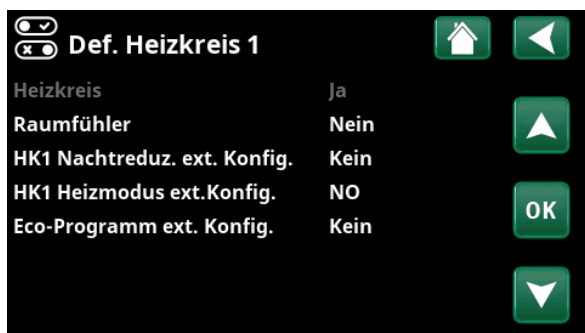 Def. Heizkreis 1
Heizkreis Ja
Raumfühler Nein
HK1 Nachtreduz. ext. Konfig. Kein
HK1 Heizmodus ext.Konfig. NO
Eco-Programm ext. Konfig. Kein
OK